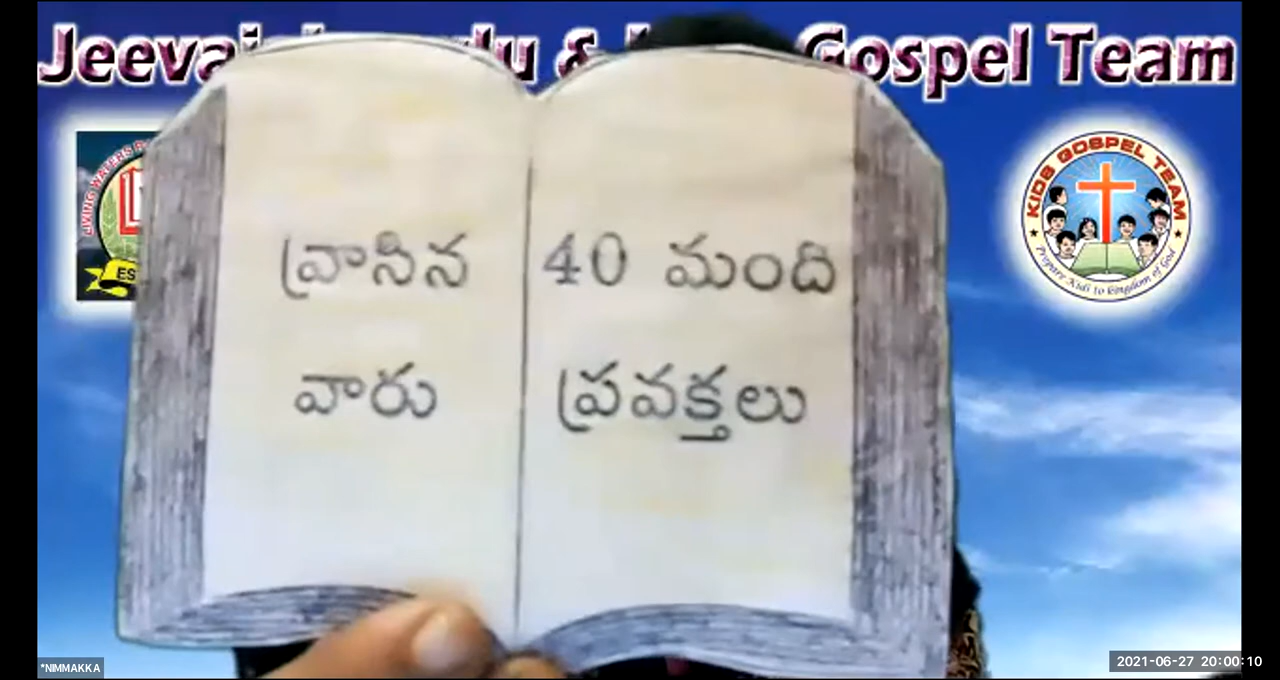 Gospel Team
KIDS GOSPEL TEAM
Prepare Kids to kingdom of God
వ్రాసిన
వారు
40 మంది
ప్రవక్తలు
"NIMMAKKA
2021-06-27 20:00:10